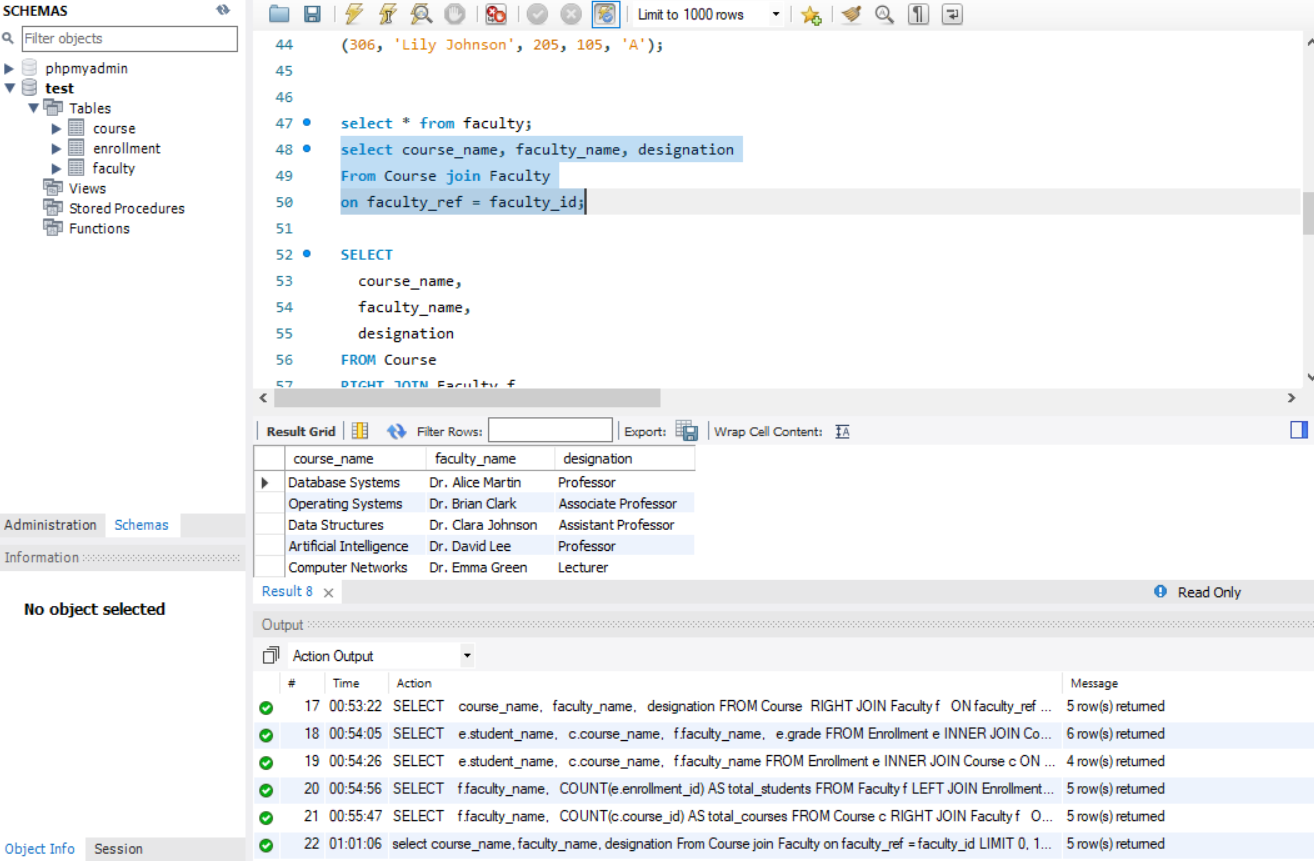 SCHEMAS
Filter objects
phpmyadmin
test
Tables
course
enrollment
faculty
Views
Stored Procedures
Functions
Administration Schemas
Information
No object selected
Object Info Session
Limit to 1000 rows
44 (306, 'Lily Johnson', 205, 105, 'A');
45
46
47 select * from faculty;
48 select course_name, faculty_name, designation
49 From Course join Faculty
50 on faculty_ref = faculty_id;
51
52 SELECT
53 course_name,
54 faculty_name,
55 designation
56 FROM Course
57 RIGHT JOIN Faculty f
Result Grid Filter Rows: Export: Wrap Cell Content:
course_name faculty_name designation
Database Systems Dr. Alice Martin Professor
Operating Systems Dr. Brian Clark Associate Professor
Data Structures Dr. Clara Johnson Assistant Professor
Artificial Intelligence Dr. David Lee Professor
Computer Networks Dr. Emma Green Lecturer
Result 8 Read Only
Output
Action Output
# Time Action Message
17 00:53:22 SELECT course_name, faculty_name, designation FROM Course RIGHT JOIN Faculty f ON faculty_ref ... 5 row(s) returned
18 00:54:05 SELECT e.student_name, c.course_name, f.faculty_name, e.grade FROM Enrollment e INNER JOIN Co... 6 row(s) returned
19 00:54:26 SELECT e.student_name, c.course_name, f.faculty_name FROM Enrollment e INNER JOIN Course c ON ... 4 row(s) returned
20 00:54:56 SELECT f.faculty_name, COUNT(e.enrollment_id) AS total_students FROM Faculty f LEFT JOIN Enrollment... 5 row(s) returned
21 00:55:47 SELECT f.faculty_name, COUNT(c.course_id) AS total_courses FROM Course c RIGHT JOIN Faculty f O... 5 row(s) returned
22 01:01:06 select course_name, faculty_name, designation From Course join Faculty on faculty_ref = faculty_id LIMIT 0, 1... 5 row(s) returned